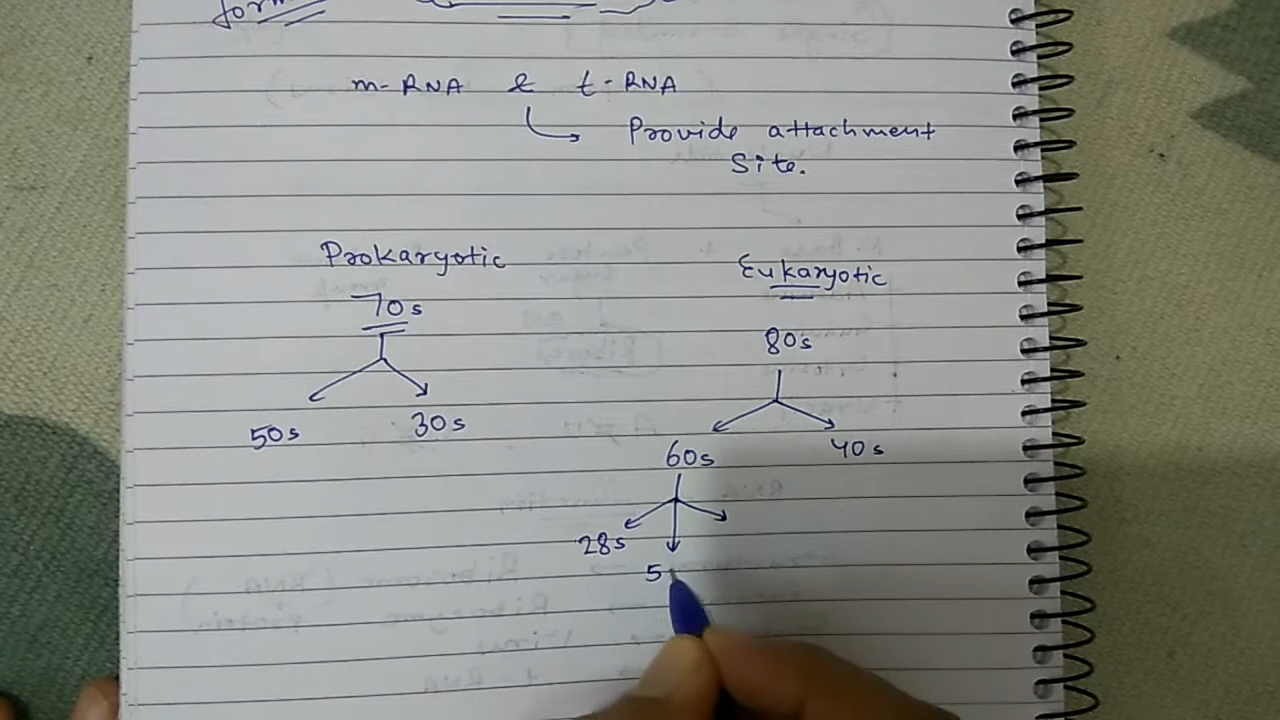 m-RNA & t-RNA
Provide attachment
Site.
Prokaryotic
Eukaryotic
70s
80s
50s 30s
60s 40s
28s
5